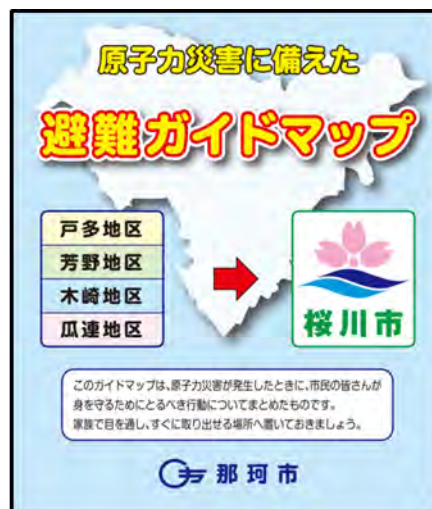 原子力災害に備えた
避難ガイドマップ
戸多地区
芳野地区
木崎地区
瓜連地区
桜川市
このガイドマップは、原子力災害が発生したときに、市民の皆さんが
身を守るためにとるべき行動についてまとめたものです。
家族で目を通し、すぐに取り出せる場所へ置いておきましょう。
那珂市